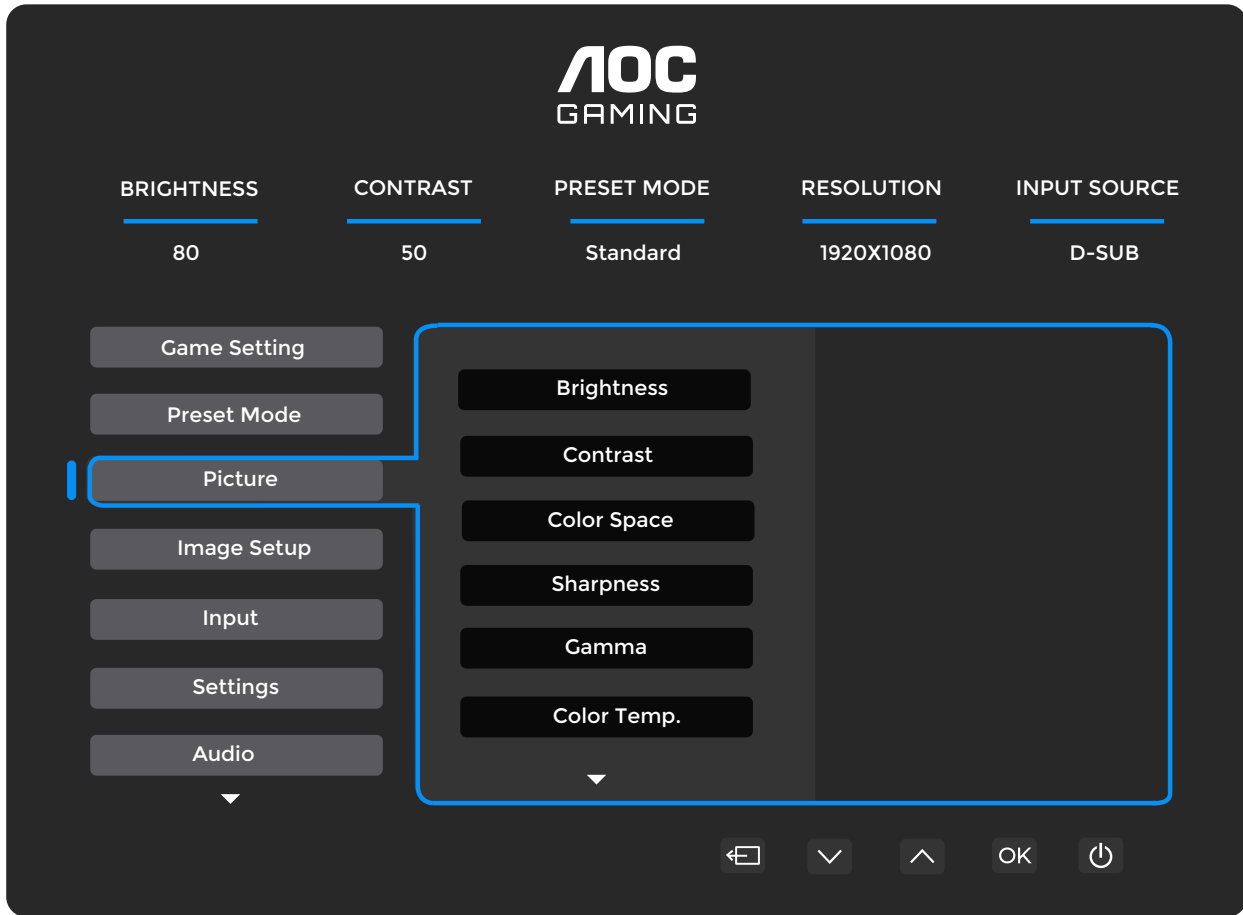 AOC
GAMING
BRIGHTNESS CONTRAST PRESET MODE RESOLUTION INPUT SOURCE
80 50 Standard 1920X1080 D-SUB
Game Setting
Preset Mode
Picture
Image Setup
Input
Settings
Audio
Brightness
Contrast
Color Space
Sharpness
Gamma
Color Temp.
OK